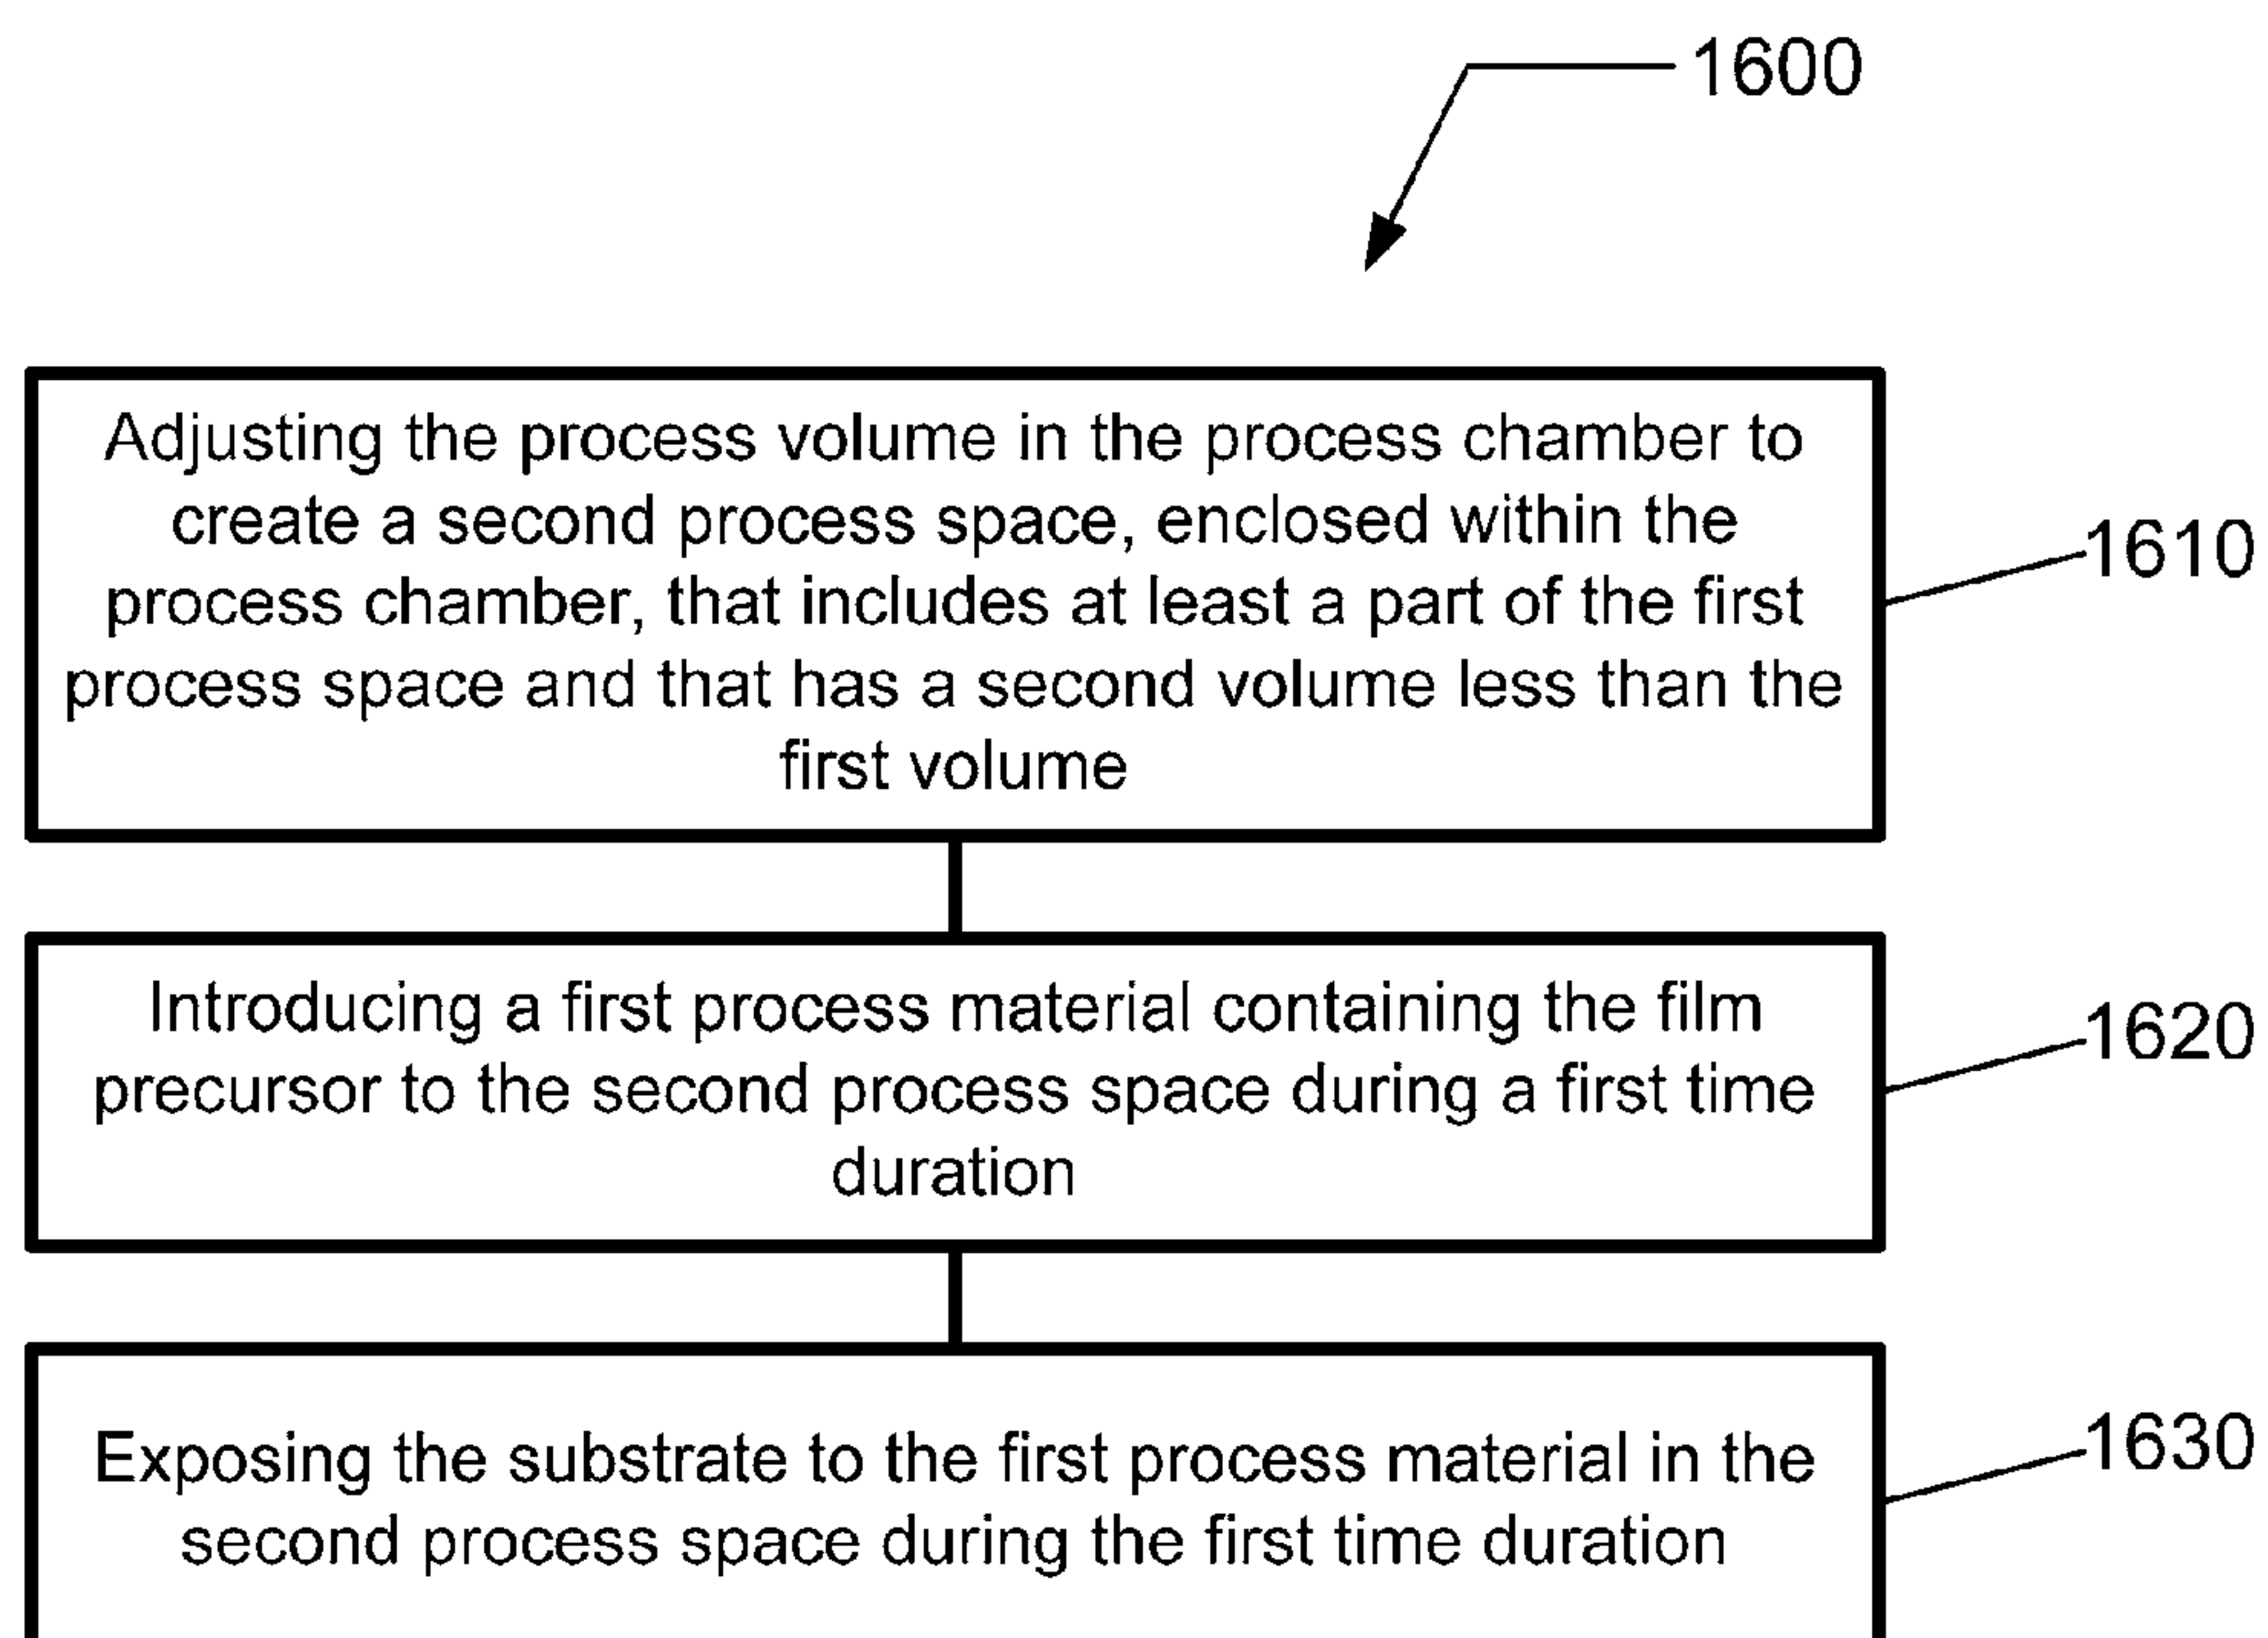 1600
Adjusting the process volume in the process chamber to
create a second process space, enclosed within the
process chamber, that includes at least a part of the first
process space and that has a second volume less than the
first volume
1610
Introducing a first process material containing the film
precursor to the second process space during a first time
duration
1620
Exposing the substrate to the first process material in the
second process space during the first time duration
1630